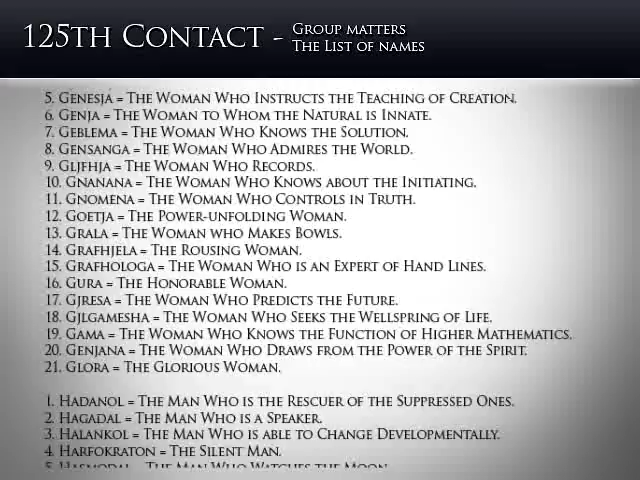 125th Contact - Group matters
The List of names
5. Genesja = The Woman Who Instructs the Teaching of Creation.
6. Genja = The Woman to Whom the Natural is Innate.
7. Geblema = The Woman Who Knows the Solution.
8. Gensanga = The Woman Who Admires the World.
9. Gljfhja = The Woman Who Records.
10. Gnanana = The Woman Who Knows about the Initiating.
11. Gnomena = The Woman Who Controls in Truth.
12. Goetja = The Power-unfolding Woman.
13. Grala = The Woman who Makes Bowls.
14. Grafhjela = The Rousing Woman.
15. Grafhologa = The Woman Who is an Expert of Hand Lines.
16. Gura = The Honorable Woman.
17. Gjresa = The Woman Who Predicts the Future.
18. Gjlgamesha = The Woman Who Seeks the Wellspring of Life.
19. Gama = The Woman Who Knows the Function of Higher Mathematics.
20. Genjana = The Woman Who Draws from the Power of the Spirit.
21. Glora = The Glorious Woman.
1. Hadanol = The Man Who is the Rescuer of the Suppressed Ones.
2. Hagadal = The Man Who is a Speaker.
3. Halankol = The Man Who is able to Change Developmentally.
4. Harfokraton = The Silent Man.
5. Hasmodal = The Man Who Watches the Moon